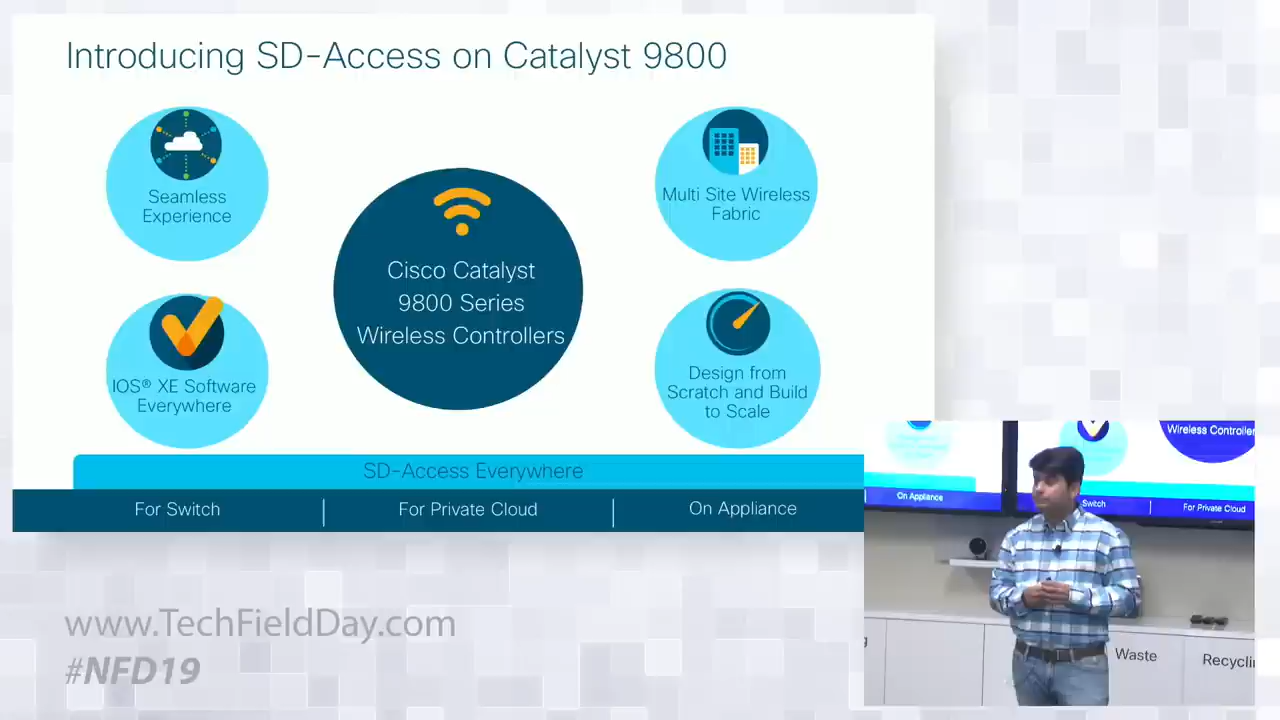 Introducing SD-Access on Catalyst 9800
Seamless
Experience
Multi Site Wireless
Fabric
Cisco Catalyst
9800 Series
Wireless Controllers
IOS® XE Software
Everywhere
Design from
Scratch and Build
to Scale
SD-Access Everywhere
For Switch
For Private Cloud
On Appliance
Wireless Controller
On Appliance
Switch
For Private Cloud
Waste
Recyclin
www.TechFieldDay.com
#NFD19